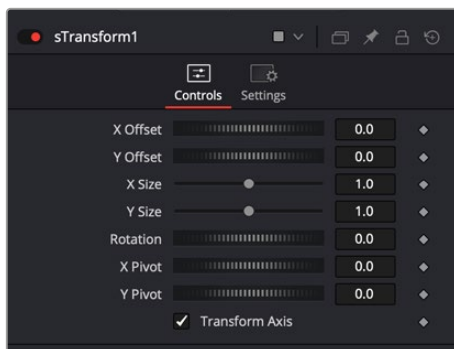 sTransform1
Controls Settings
X Offset 0.0
Y Offset 0.0
X Size 1.0
Y Size 1.0
Rotation 0.0
X Pivot 0.0
Y Pivot 0.0
Transform Axis